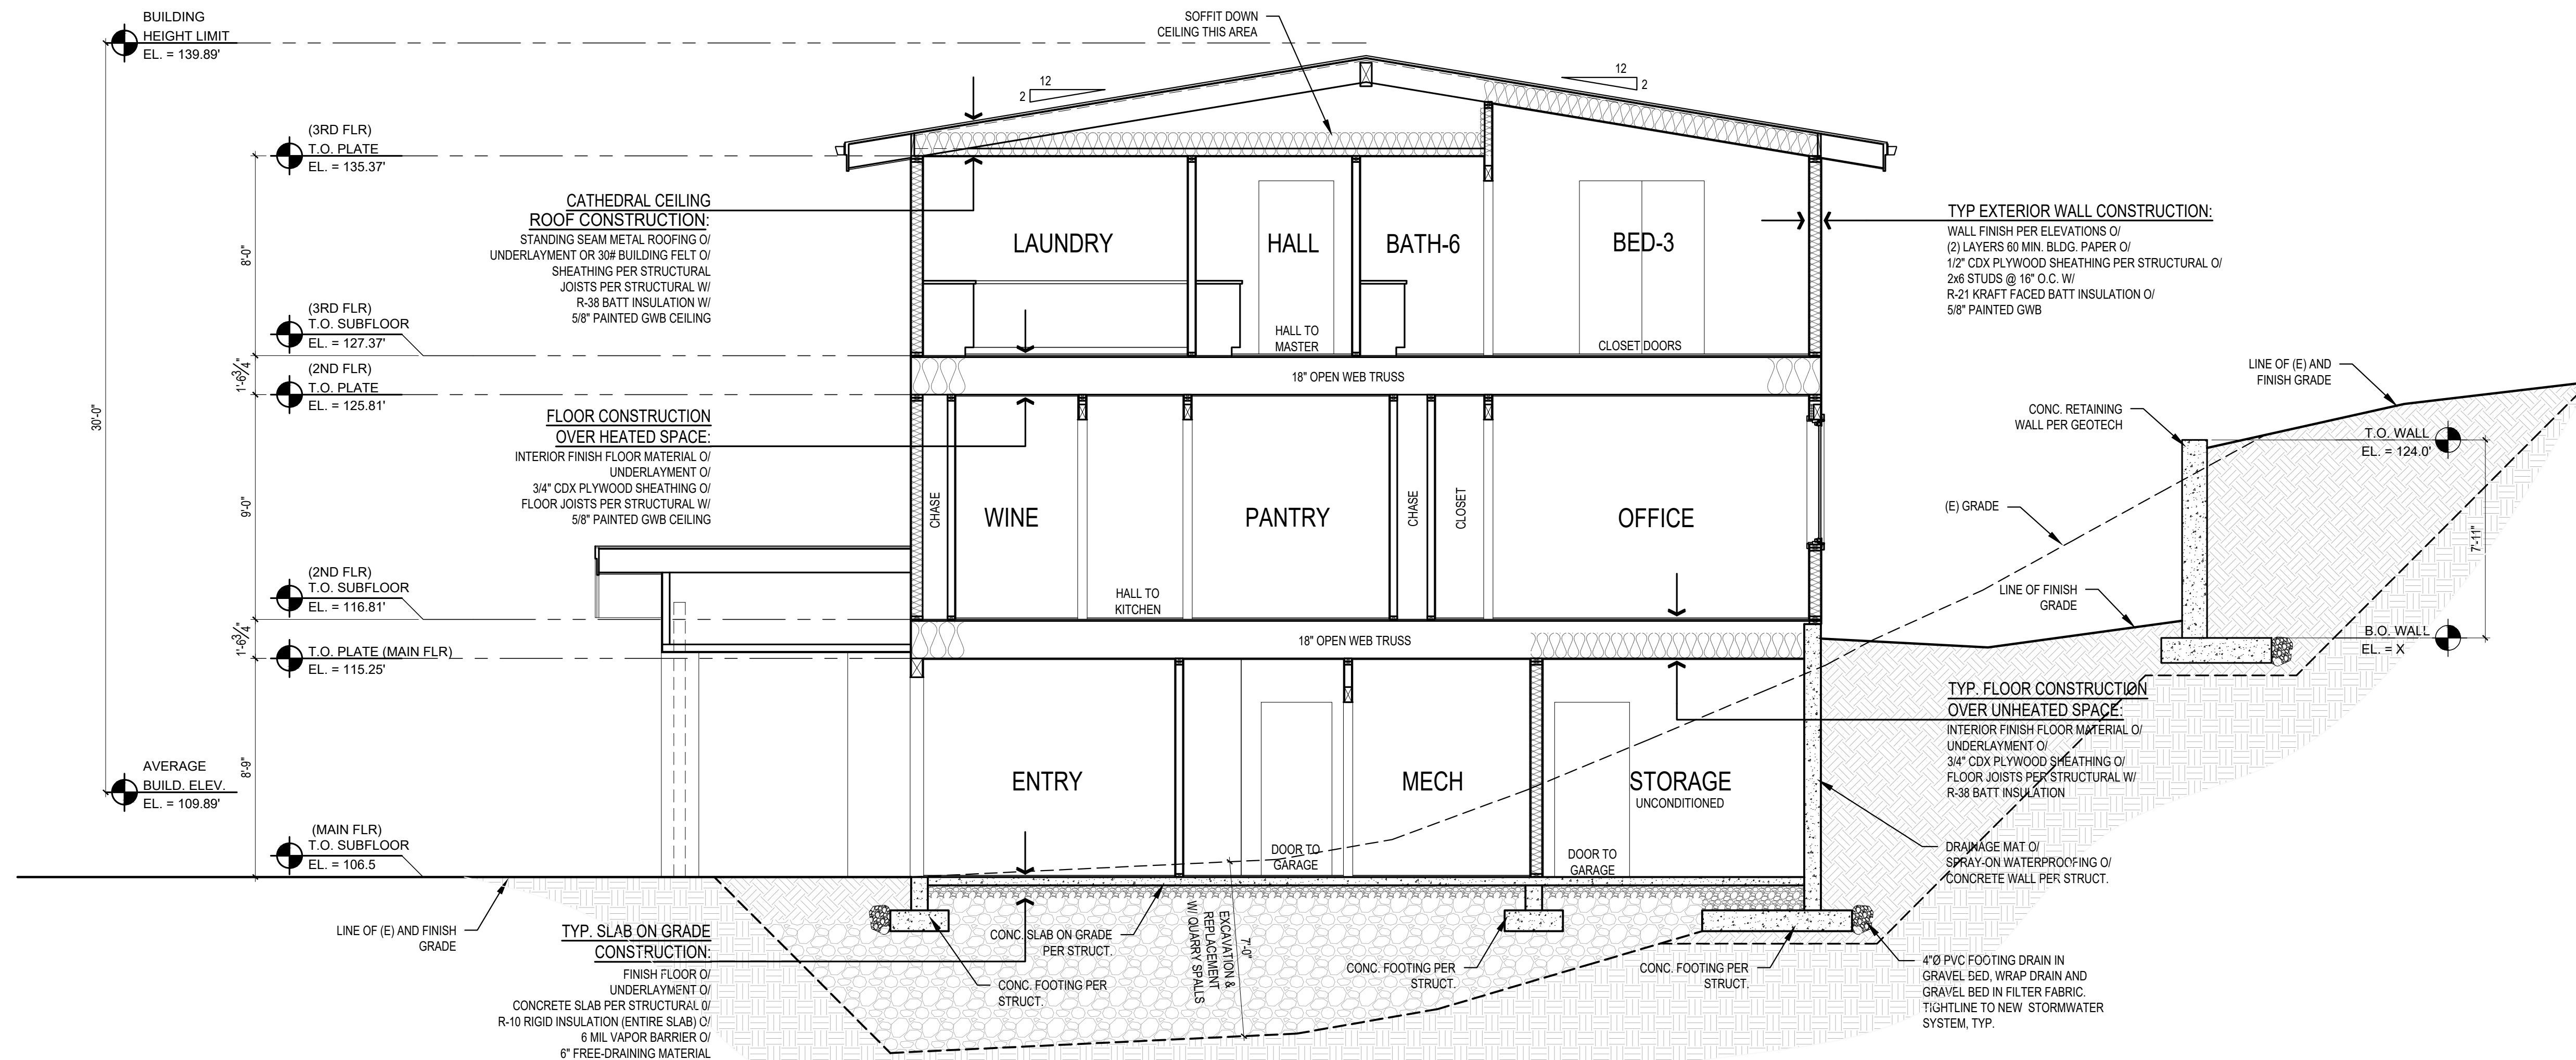 BUILDING
HEIGHT LIMIT
EL. = 139.89'
SOFFIT DOWN
CEILING THIS AREA
12
2
12
2
(3RD FLR)
T.O. PLATE
EL. = 135.37'
8'-0"
(3RD FLR)
T.O. SUBFLOOR
EL. = 127.37'
1'-6 3/4"
(2ND FLR)
T.O. PLATE
EL. = 125.81'
30'-0"
9'-0"
(2ND FLR)
T.O. SUBFLOOR
EL. = 116.81'
1'-6 3/4"
T.O. PLATE (MAIN FLR)
EL. = 115.25'
8'-9"
AVERAGE
BUILD. ELEV.
EL. = 109.89'
(MAIN FLR)
T.O. SUBFLOOR
EL. = 106.5
CATHEDRAL CEILING
ROOF CONSTRUCTION:
STANDING SEAM METAL ROOFING O/
UNDERLAYMENT OR 30# BUILDING FELT O/
SHEATHING PER STRUCTURAL
JOISTS PER STRUCTURAL W/
R-38 BATT INSULATION W/
5/8" PAINTED GWB CEILING
FLOOR CONSTRUCTION
OVER HEATED SPACE:
INTERIOR FINISH FLOOR MATERIAL O/
UNDERLAYMENT O/
3/4" CDX PLYWOOD SHEATHING O/
FLOOR JOISTS PER STRUCTURAL W/
5/8" PAINTED GWB CEILING
LAUNDRY
HALL
BATH-6
BED-3
HALL TO
MASTER
CLOSET DOORS
18" OPEN WEB TRUSS
CHASE
WINE
PANTRY
CHASE
CLOSET
OFFICE
HALL TO
KITCHEN
18" OPEN WEB TRUSS
ENTRY
MECH
STORAGE
UNCONDITIONED
DOOR TO
GARAGE
DOOR TO
GARAGE
TYP EXTERIOR WALL CONSTRUCTION:
WALL FINISH PER ELEVATIONS O/
(2) LAYERS 60 MIN. BLDG. PAPER O/
1/2" CDX PLYWOOD SHEATHING PER STRUCTURAL O/
2x6 STUDS @ 16" O.C. W/
R-21 KRAFT FACED BATT INSULATION O/
5/8" PAINTED GWB
LINE OF (E) AND
FINISH GRADE
CONC. RETAINING
WALL PER GEOTECH
T.O. WALL
EL. = 124.0'
(E) GRADE
7'-11"
LINE OF FINISH
GRADE
B.O. WALL
EL. = X
TYP. FLOOR CONSTRUCTION
OVER UNHEATED SPACE:
INTERIOR FINISH FLOOR MATERIAL O/
UNDERLAYMENT O/
3/4" CDX PLYWOOD SHEATHING O/
FLOOR JOISTS PER STRUCTURAL W/
R-38 BATT INSULATION
DRAINAGE MAT O/
SPRAY-ON WATERPROOFING O/
CONCRETE WALL PER STRUCT.
LINE OF (E) AND FINISH
GRADE
TYP. SLAB ON GRADE
CONSTRUCTION:
FINISH FLOOR O/
UNDERLAYMENT O/
CONCRETE SLAB PER STRUCTURAL O/
R-10 RIGID INSULATION (ENTIRE SLAB) O/
6 MIL VAPOR BARRIER O/
6" FREE-DRAINING MATERIAL
CONC. SLAB ON GRADE
PER STRUCT.
CONC. FOOTING PER
STRUCT.
EXCAVATION &
REPLACEMENT
W/ QUARRY SPALLS
7'-0"
CONC. FOOTING PER
STRUCT.
CONC. FOOTING PER
STRUCT.
4"Ø PVC FOOTING DRAIN IN
GRAVEL BED, WRAP DRAIN AND
GRAVEL BED IN FILTER FABRIC.
TIGHTLINE TO NEW STORMWATER
SYSTEM, TYP.